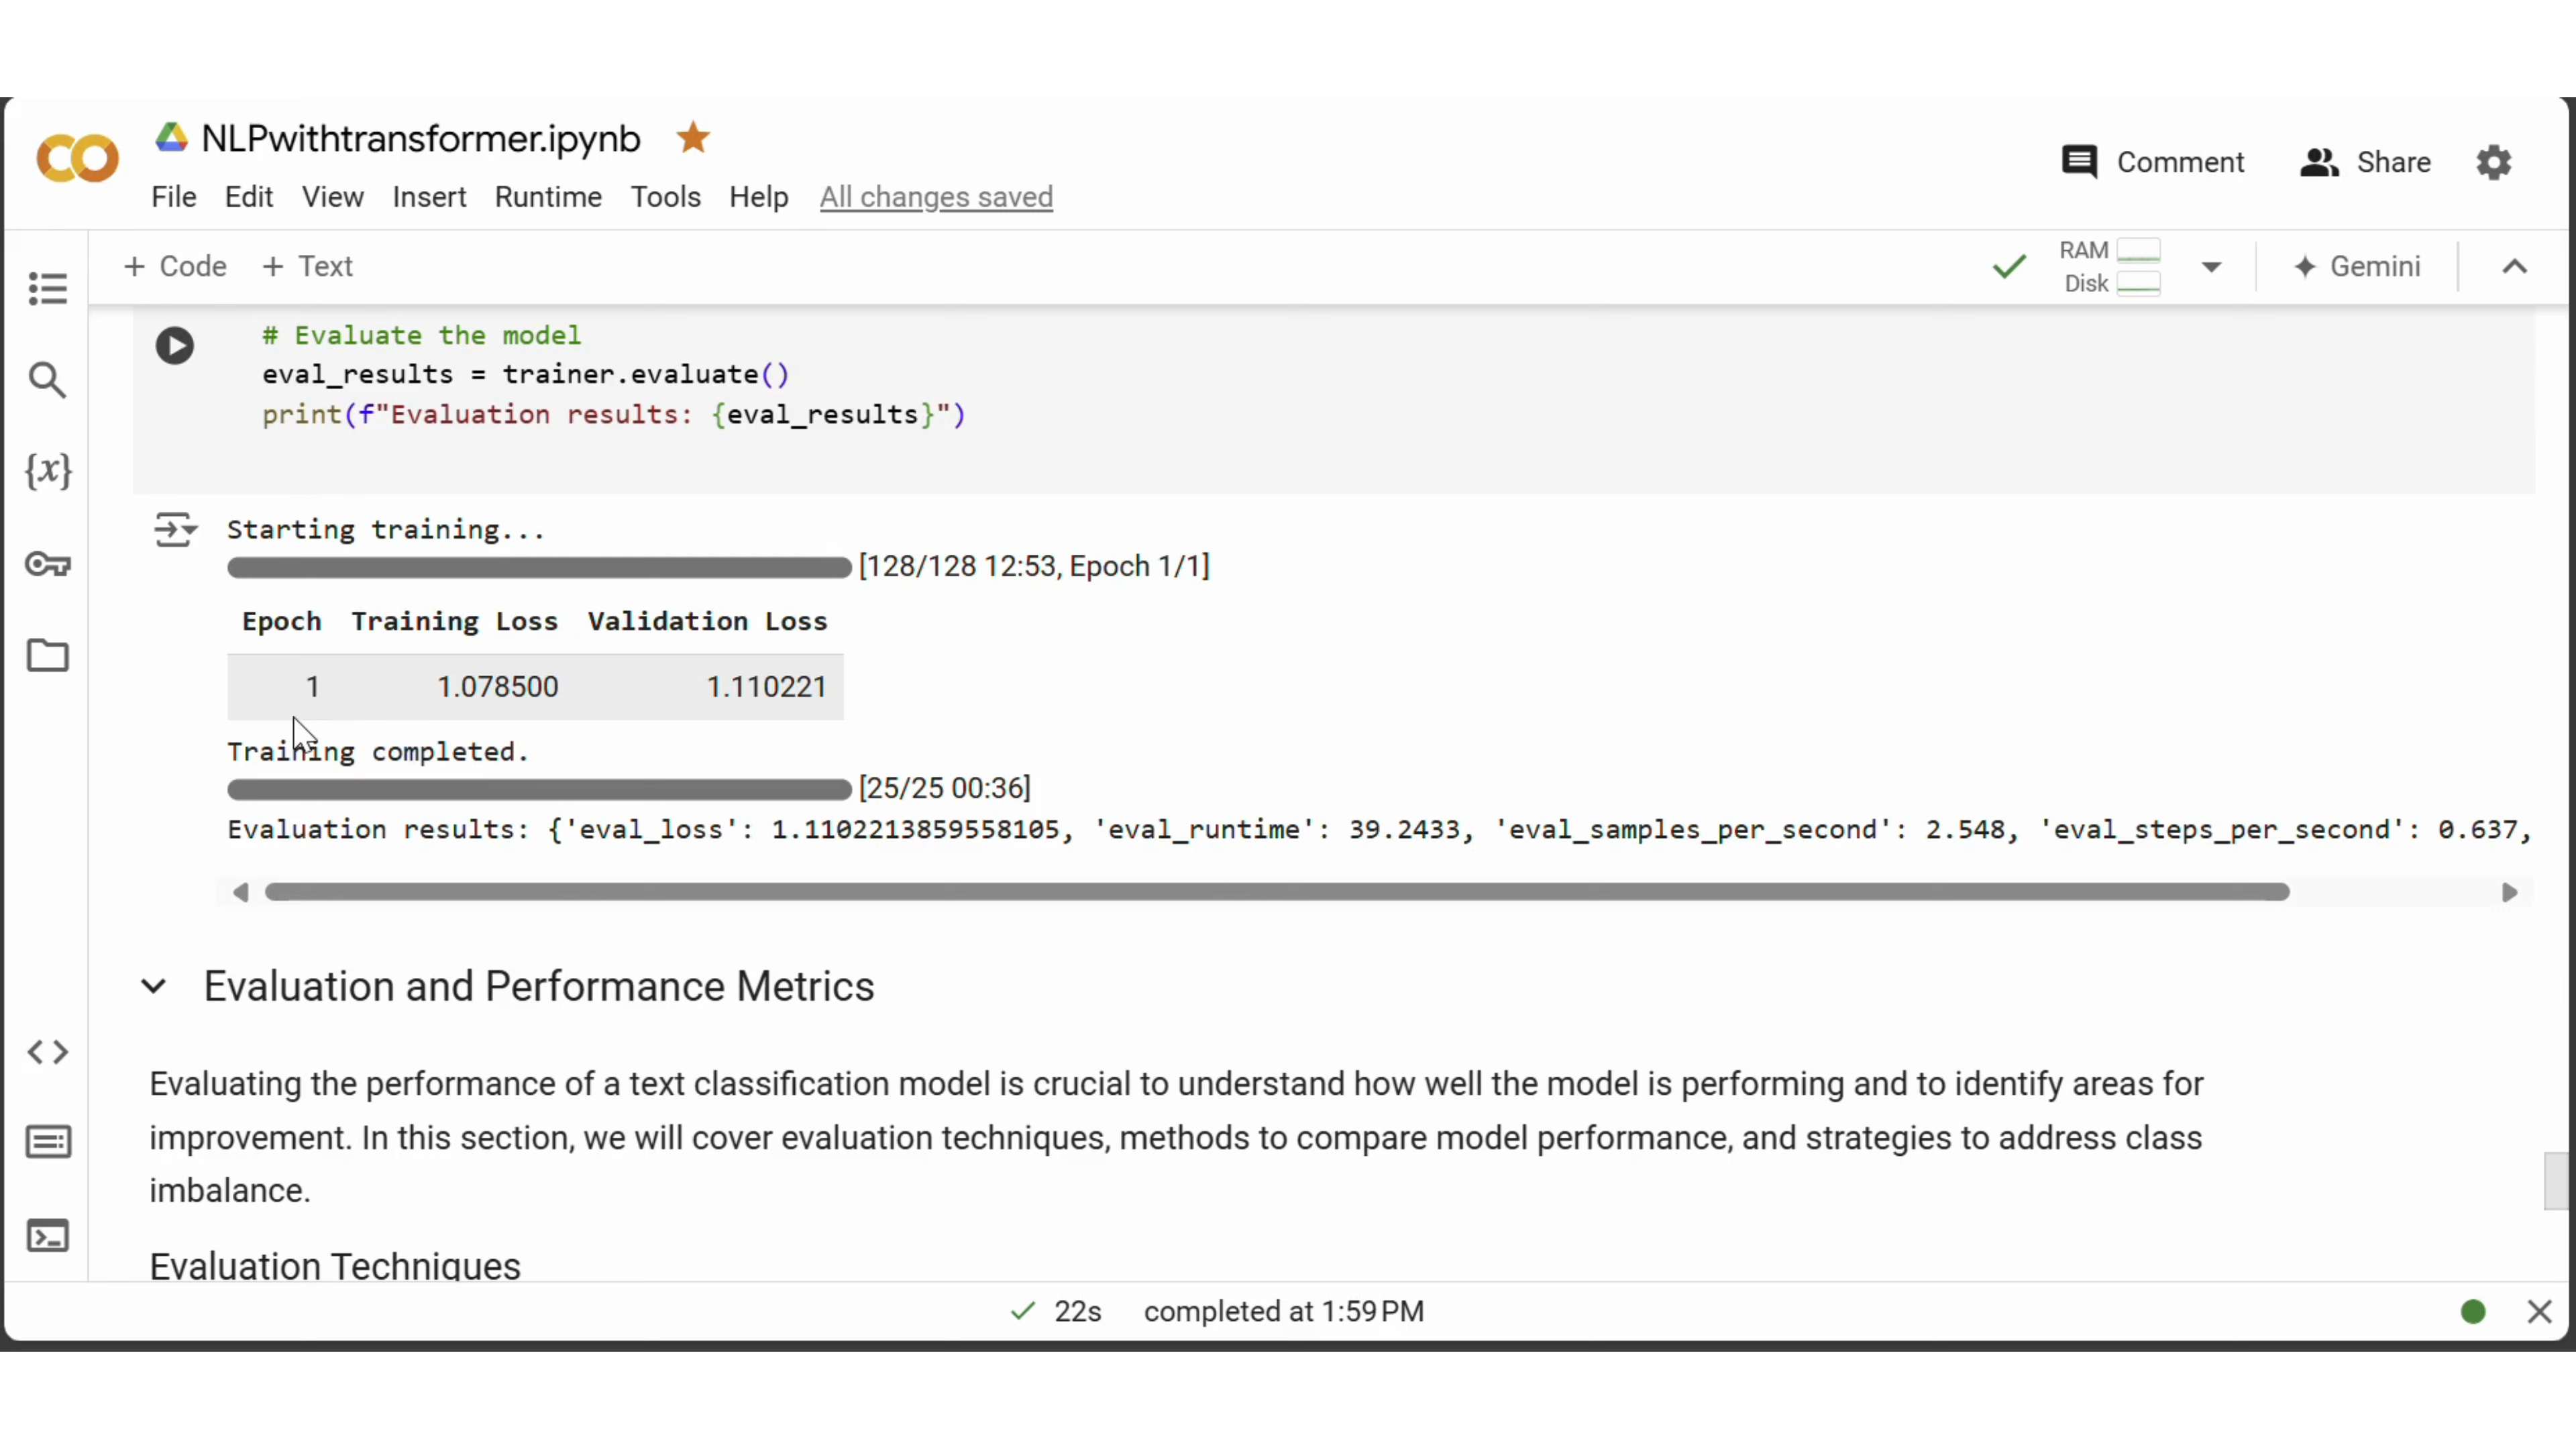 NLPwithtransformer.ipynb
Comment
Share
File Edit View Insert Runtime Tools Help All changes saved
+ Code + Text
RAM
Disk
Gemini
# Evaluate the model
eval_results = trainer.evaluate()
print(f"Evaluation results: {eval_results}")
{x}
Starting training...
[128/128 12:53, Epoch 1/1]
Epoch Training Loss Validation Loss
1 1.078500 1.110221
Training completed.
[25/25 00:36]
Evaluation results: {'eval_loss': 1.1102213859558105, 'eval_runtime': 39.2433, 'eval_samples_per_second': 2.548, 'eval_steps_per_second': 0.637,
Evaluation and Performance Metrics
Evaluating the performance of a text classification model is crucial to understand how well the model is performing and to identify areas for
improvement. In this section, we will cover evaluation techniques, methods to compare model performance, and strategies to address class
imbalance.
Evaluation Techniques
22s completed at 1:59 PM